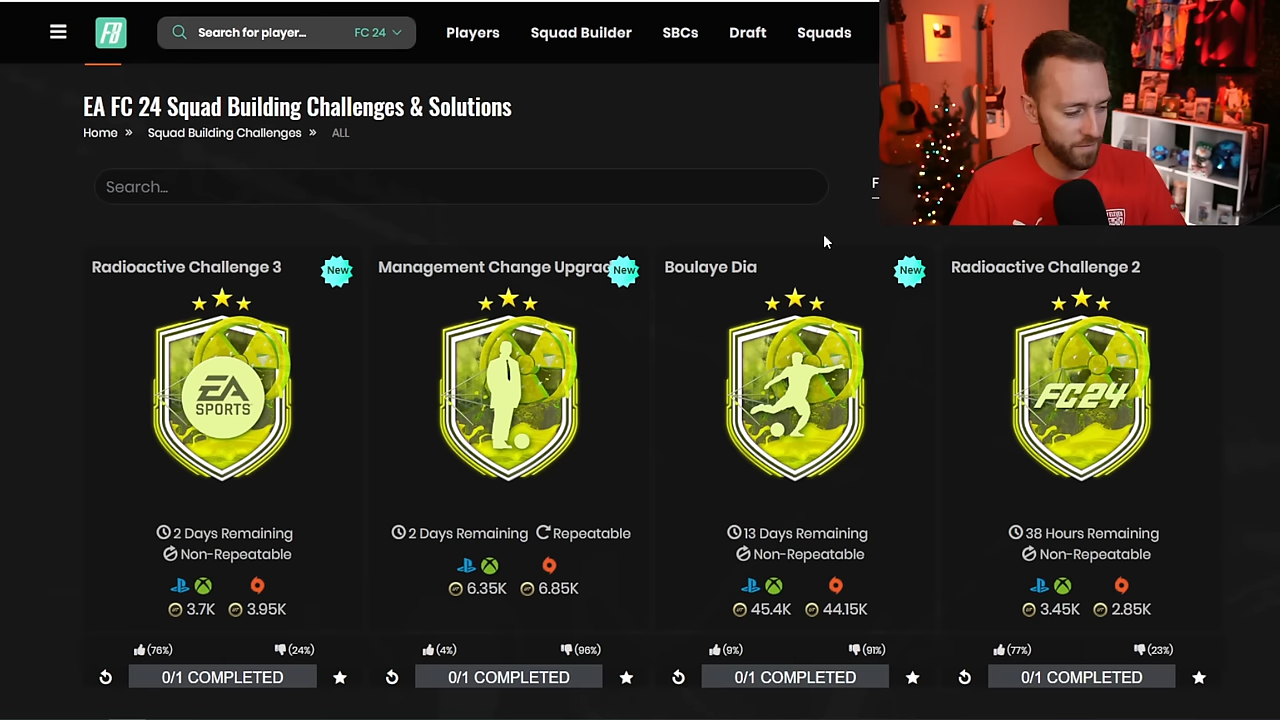 FB
Search for player...
FC 24
Players
Squad Builder
SBCs
Draft
Squads
EA FC 24 Squad Building Challenges & Solutions
Home » Squad Building Challenges » ALL
Search...
F
Radioactive Challenge 3
New
Management Change Upgrad
New
Boulaye Dia
New
Radioactive Challenge 2
EA SPORTS
FC24
2 Days Remaining
Non-Repeatable
3.7K
3.95K
(76%)
(24%)
0/1 COMPLETED
2 Days Remaining
Repeatable
6.35K
6.85K
(4%)
(96%)
0/1 COMPLETED
13 Days Remaining
Non-Repeatable
45.4K
44.15K
(9%)
(91%)
0/1 COMPLETED
38 Hours Remaining
Non-Repeatable
3.45K
2.85K
(77%)
(23%)
0/1 COMPLETED